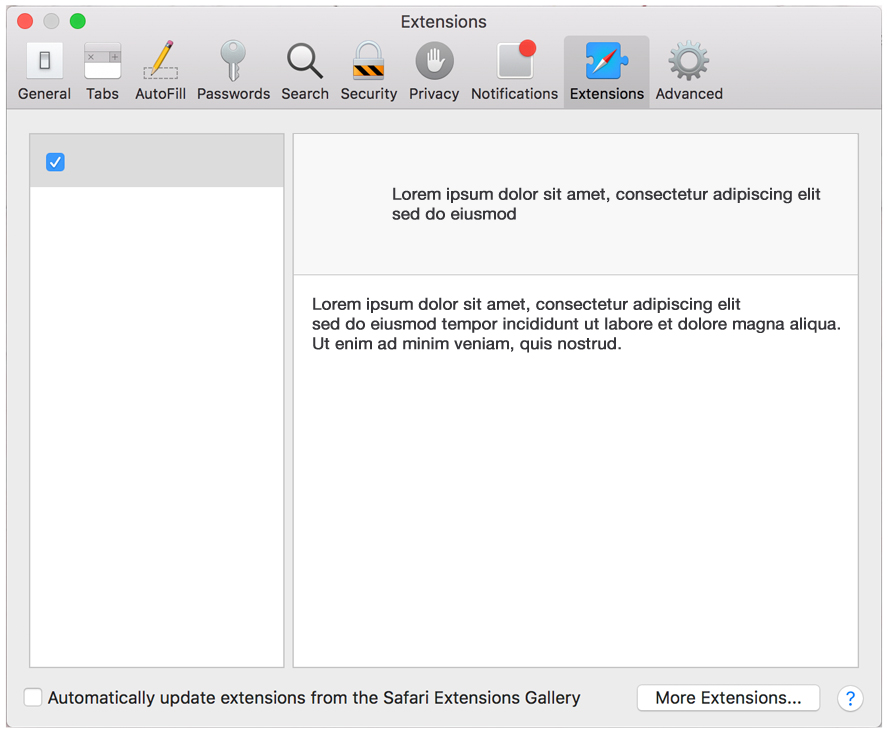 Extensions
General Tabs AutoFill Passwords Search Security Privacy Notifications Extensions Advanced
Lorem ipsum dolor sit amet, consectetur adipiscing elit
sed do eiusmod
Lorem ipsum dolor sit amet, consectetur adipiscing elit
sed do eiusmod tempor incididunt ut labore et dolore magna aliqua.
Ut enim ad minim veniam, quis nostrud.
Automatically update extensions from the Safari Extensions Gallery More Extensions... ?